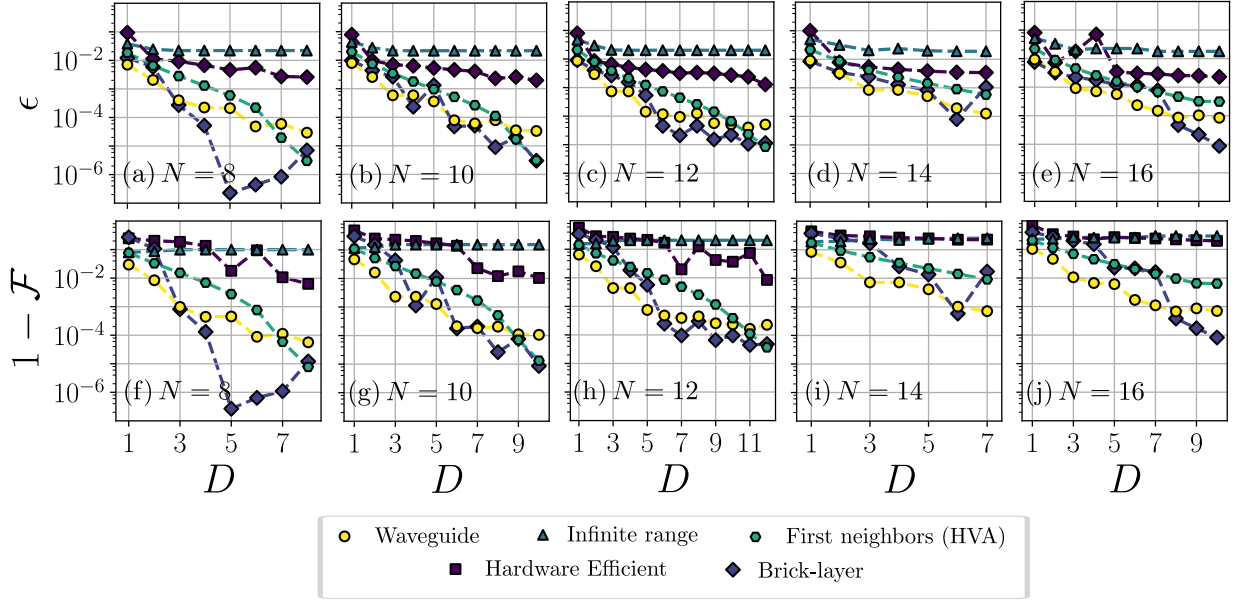 ϵ
10⁻²
10⁻⁴
10⁻⁶
(a) N = 8
(b) N = 10
(c) N = 12
(d) N = 14
(e) N = 16
1 − F
10⁻²
10⁻⁴
10⁻⁶
(f) N = 8
(g) N = 10
(h) N = 12
(i) N = 14
(j) N = 16
1 3 5 7
1 3 5 7 9
1 3 5 7 9 11
1 3 5 7
1 3 5 7 9
D D D D D
Waveguide Infinite range First neighbors (HVA)
Hardware Efficient Brick-layer